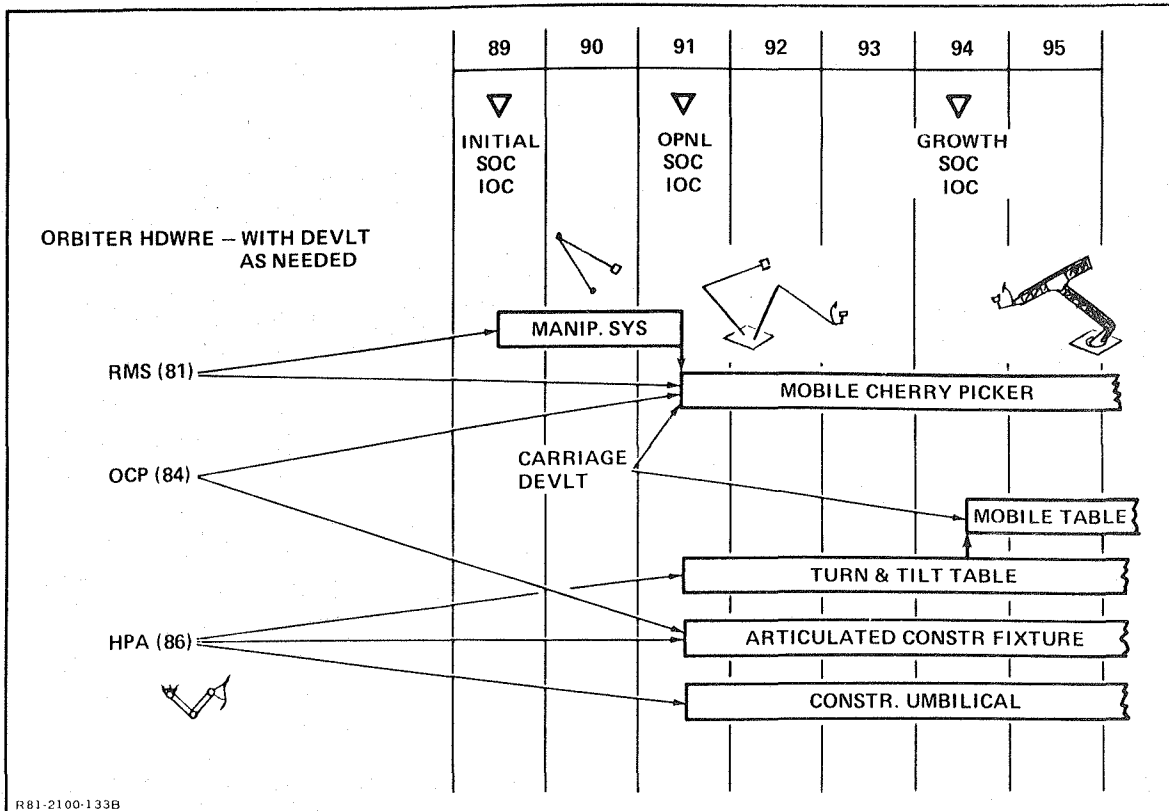 89 90 91 92 93 94 95
INITIAL
SOC
IOC
OPNL
SOC
IOC
GROWTH
SOC
IOC
ORBITER HDWRE – WITH DEVLT
AS NEEDED
MANIP. SYS
RMS (81)
MOBILE CHERRY PICKER
CARRIAGE
DEVLT
OCP (84)
MOBILE TABLE
TURN & TILT TABLE
HPA (86)
ARTICULATED CONSTR FIXTURE
CONSTR. UMBILICAL
R81-2100-133B